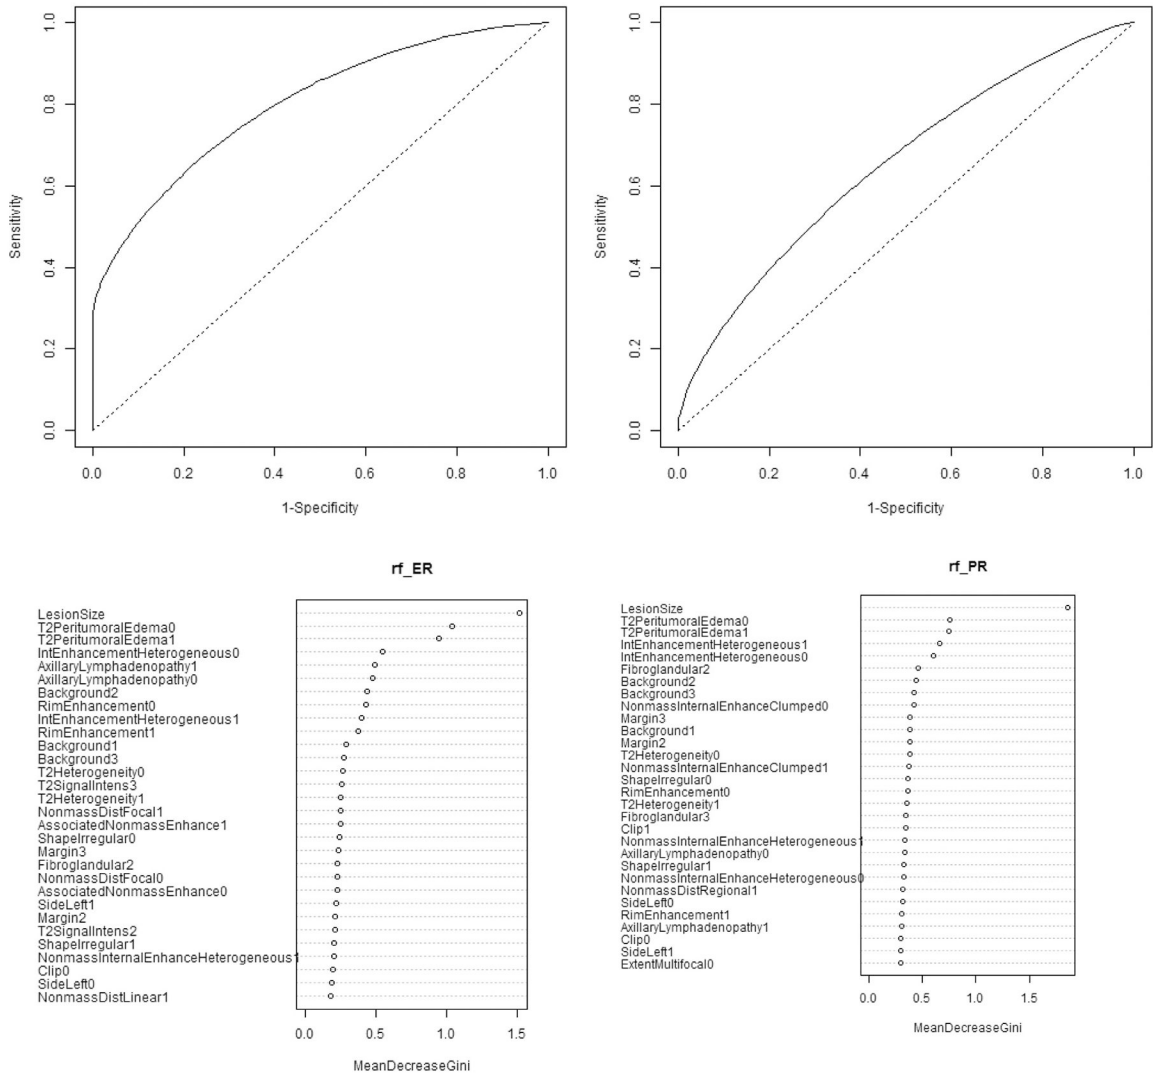 1.0
0.8
0.6
0.4
0.2
0.0
Sensitivity
0.0 0.2 0.4 0.6 0.8 1.0
1-Specificity
1.0
0.8
0.6
0.4
0.2
0.0
Sensitivity
0.0 0.2 0.4 0.6 0.8 1.0
1-Specificity
rf_ER
LesionSize
T2PeritumoralEdema0
T2PeritumoralEdema1
IntEnhancementHeterogeneous0
AxillaryLymphadenopathy1
AxillaryLymphadenopathy0
Background2
RimEnhancement0
IntEnhancementHeterogeneous1
RimEnhancement1
Background1
Background3
T2Heterogeneity0
T2SignalIntens3
T2Heterogeneity1
NonmassDistFocal1
AssociatedNonmassEnhance1
ShapeIrregular0
Margin3
Fibroglandular2
NonmassDistFocal0
AssociatedNonmassEnhance0
SideLeft1
Margin2
T2SignalIntens2
ShapeIrregular1
NonmassInternalEnhanceHeterogeneous1
Clip0
SideLeft0
NonmassDistLinear1
0.0 0.5 1.0 1.5
MeanDecreaseGini
rf_PR
LesionSize
T2PeritumoralEdema0
T2PeritumoralEdema1
IntEnhancementHeterogeneous1
IntEnhancementHeterogeneous0
Fibroglandular2
Background2
Background3
NonmassInternalEnhanceClumped0
Margin3
Background1
Margin2
T2Heterogeneity0
NonmassInternalEnhanceClumped1
ShapeIrregular0
RimEnhancement0
T2Heterogeneity1
Fibroglandular3
Clip1
NonmassInternalEnhanceHeterogeneous1
AxillaryLymphadenopathy0
ShapeIrregular1
NonmassInternalEnhanceHeterogeneous0
NonmassDistRegional1
SideLeft0
RimEnhancement1
AxillaryLymphadenopathy1
Clip0
SideLeft1
ExtentMultifocal0
0.0 0.5 1.0 1.5
MeanDecreaseGini